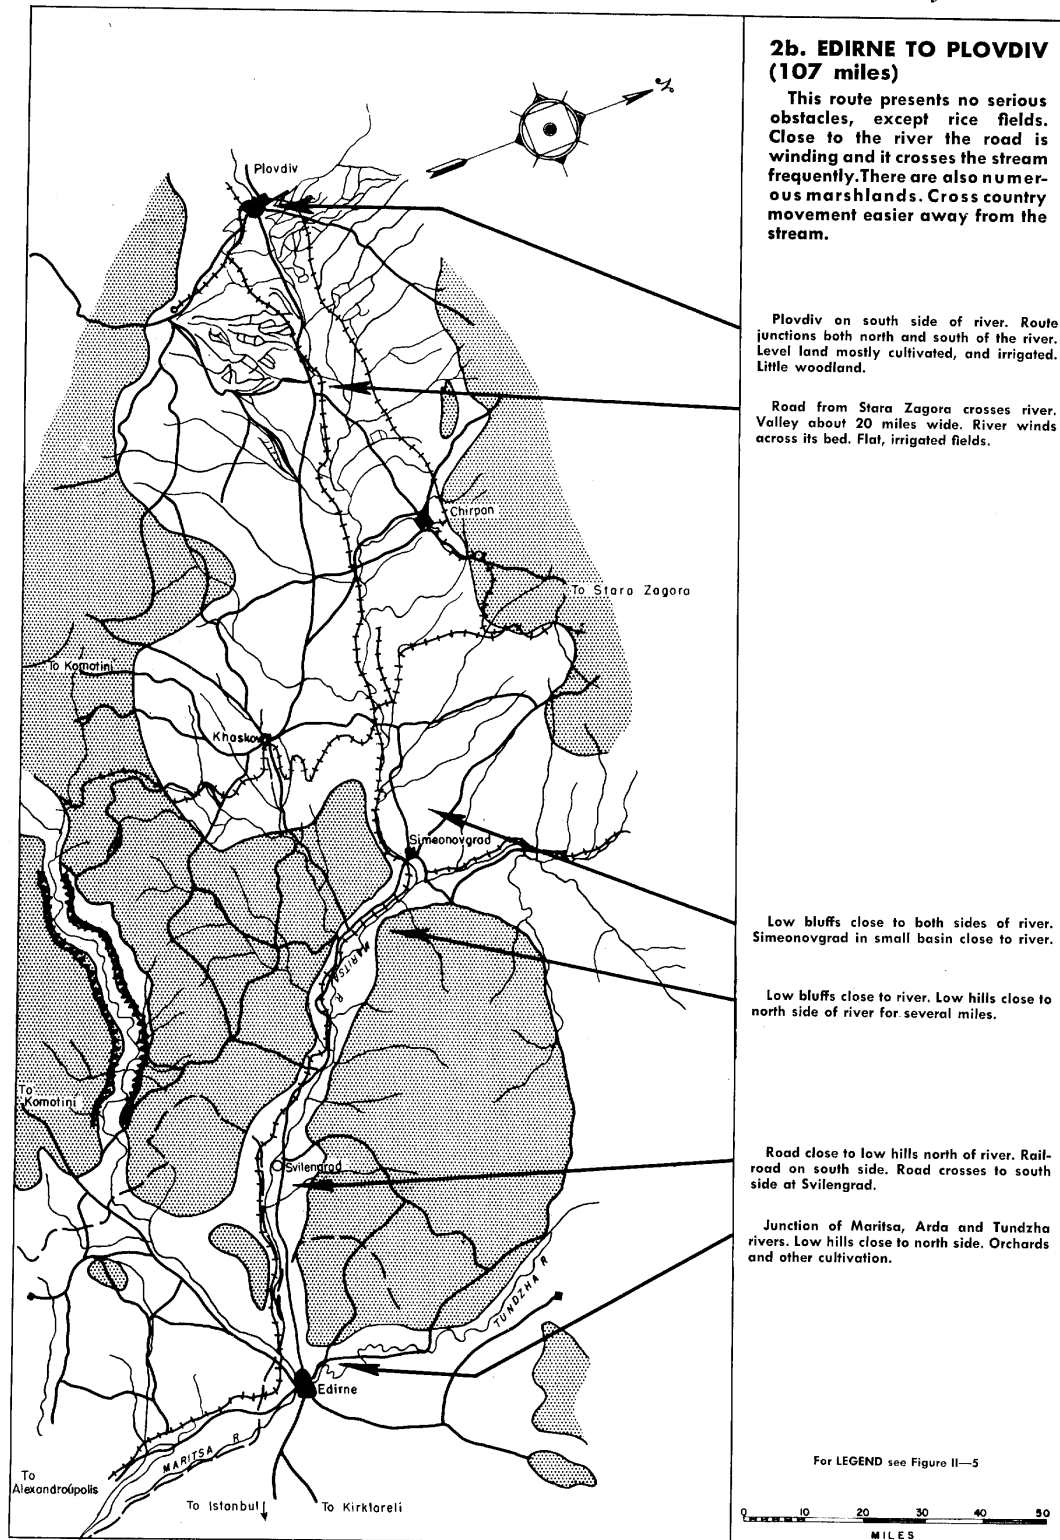 2b. EDIRNE TO PLOVDIV
(107 miles)
This route presents no serious
obstacles, except rice fields.
Close to the river the road is
winding and it crosses the stream
frequently. There are also numer-
ous marshlands. Cross country
movement easier away from the
stream.
Plovdiv on south side of river. Route
junctions both north and south of the river.
Level land mostly cultivated, and irrigated.
Little woodland.
Road from Stara Zagora crosses river.
Valley about 20 miles wide. River winds
across its bed. Flat, irrigated fields.
Low bluffs close to both sides of river.
Simeonovgrad in small basin close to river.
Low bluffs close to river. Low hills close to
north side of river for several miles.
Road close to low hills north of river. Rail-
road on south side. Road crosses to south
side at Svilengrad.
Junction of Maritsa, Arda and Tundzha
rivers. Low hills close to north side. Orchards
and other cultivation.
For LEGEND see Figure II—5
0 10 20 30 40 50
MILES
N
Plovdiv
Chirpan
To Stara Zagora
To Komotini
Khaskovo
Simeonovgrad
MARITSA R
To
Komotini
Svilengrad
TUNDZHA R
Edirne
MARITSA R
To
Alexandroúpolis
To Istanbul
To Kirklareli